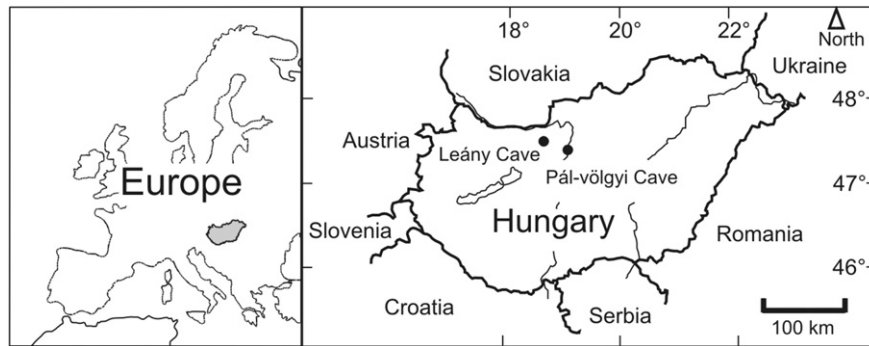 Europe
18°
20°
22°
North
Slovakia
Ukraine
48°
Austria
Leány Cave
Pál-völgyi Cave
47°
Hungary
Slovenia
Romania
46°
Croatia
Serbia
100 km